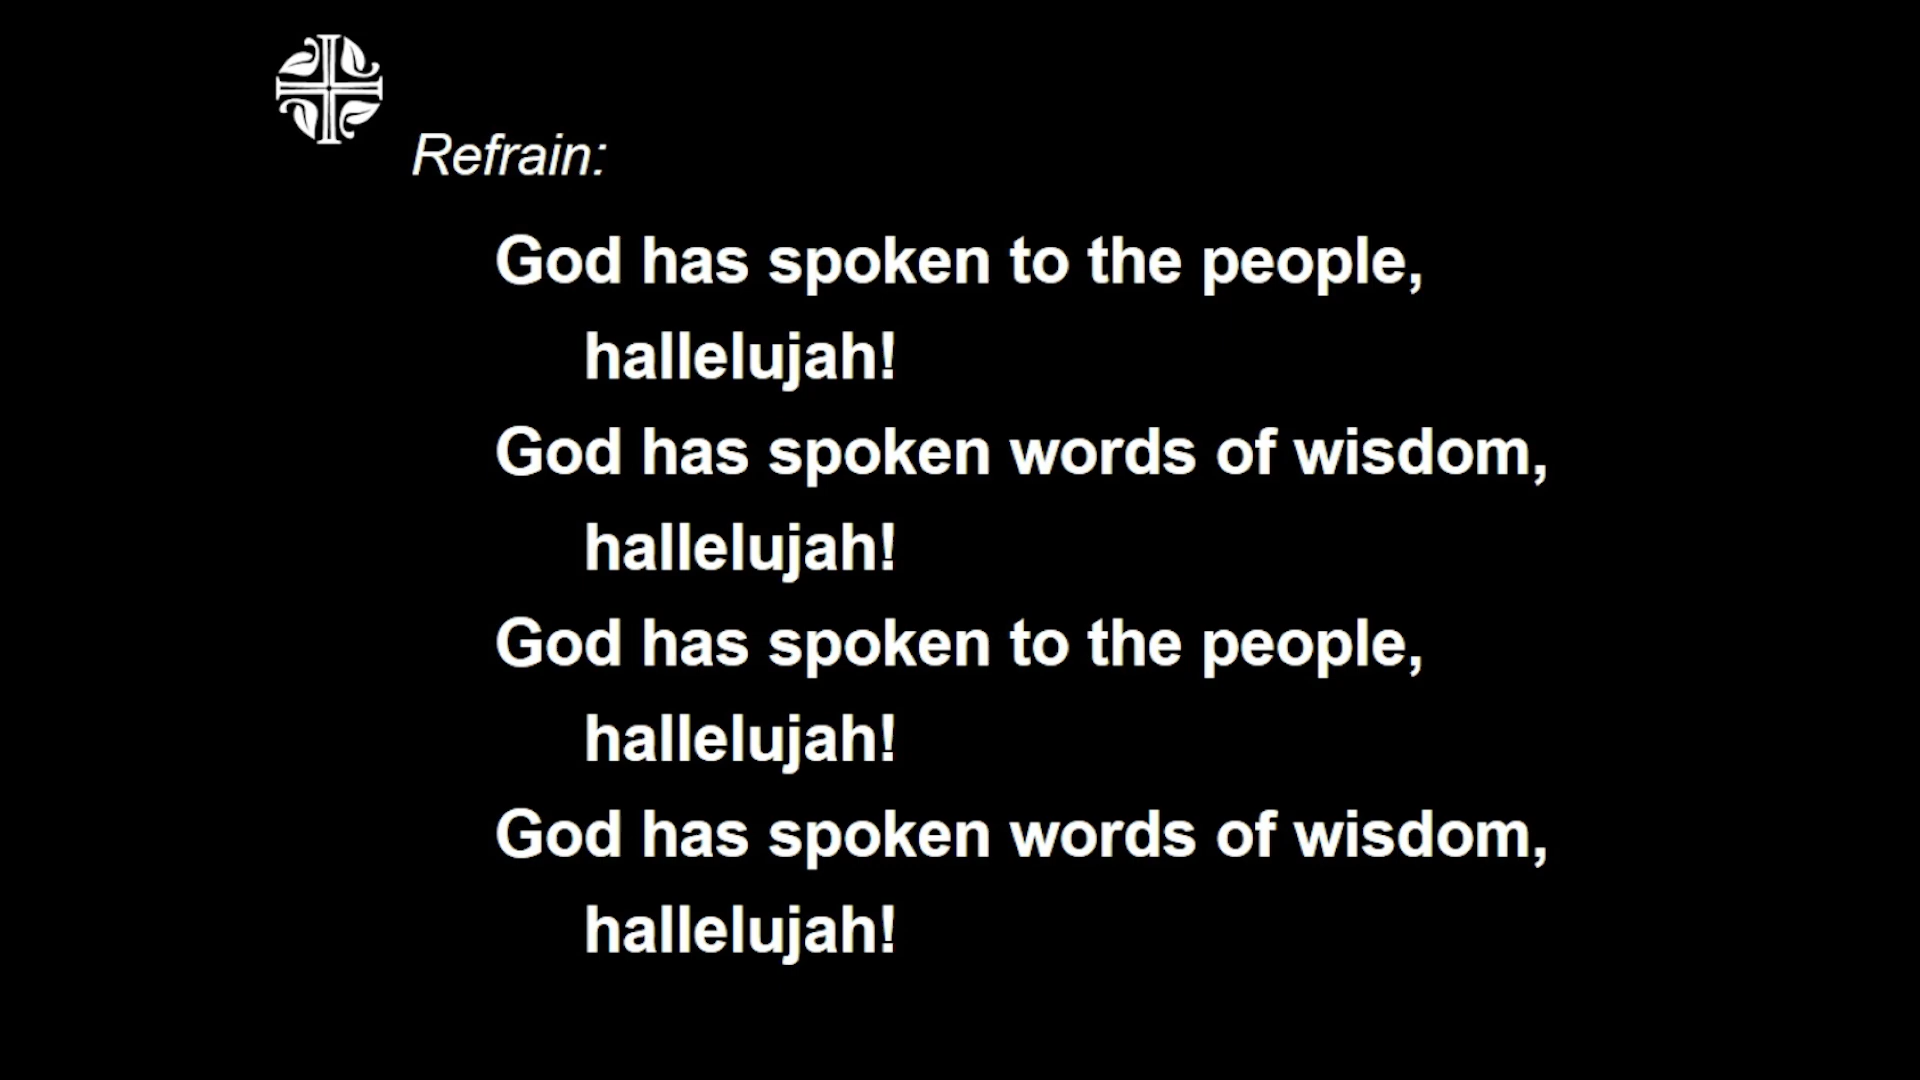 Refrain:
God has spoken to the people,
hallelujah!
God has spoken words of wisdom,
hallelujah!
God has spoken to the people,
hallelujah!
God has spoken words of wisdom,
hallelujah!